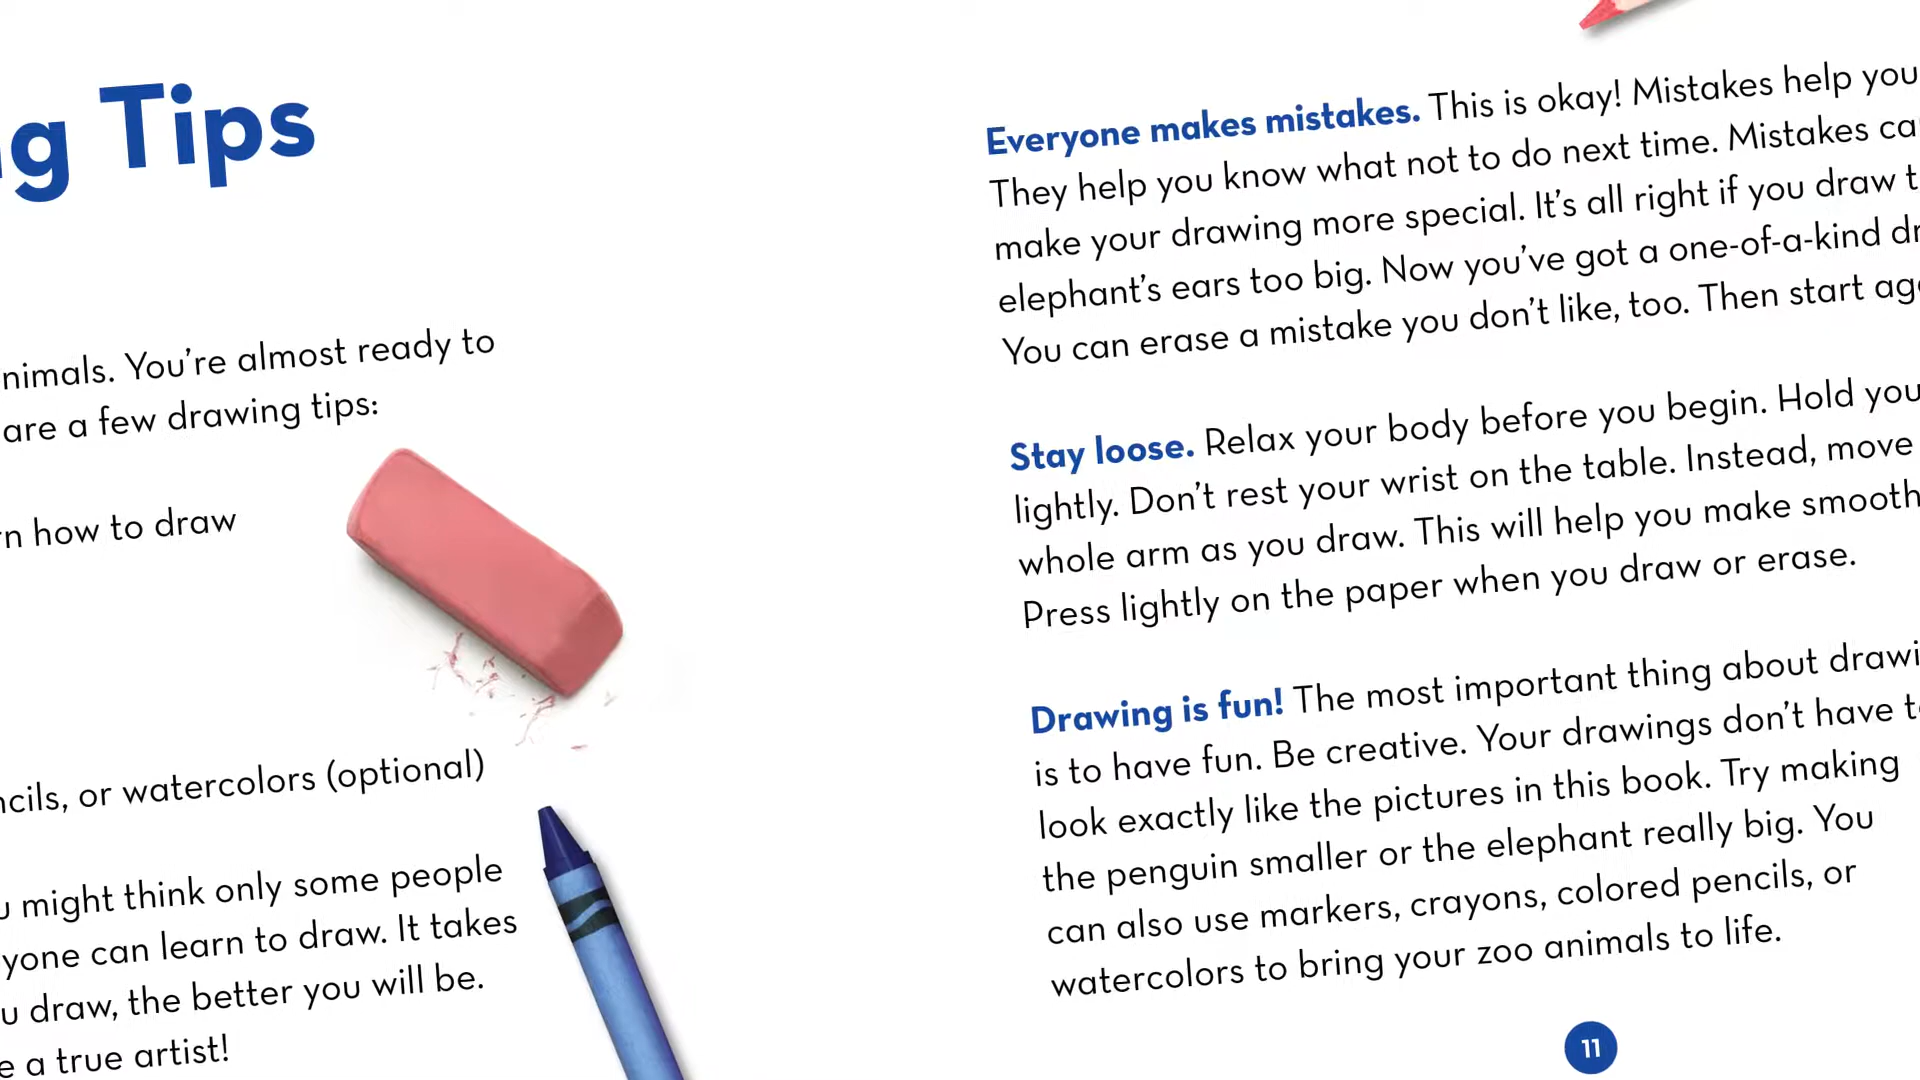 g Tips
nimals. You're almost ready to
are a few drawing tips:
n how to draw
ncils, or watercolors (optional)
u might think only some people
yone can learn to draw. It takes
u draw, the better you will be.
e a true artist!
Everyone makes mistakes. This is okay! Mistakes help you
They help you know what not to do next time. Mistakes ca
make your drawing more special. It's all right if you draw t
elephant's ears too big. Now you've got a one-of-a-kind dr
You can erase a mistake you don't like, too. Then start aga
Stay loose. Relax your body before you begin. Hold you
lightly. Don't rest your wrist on the table. Instead, move
whole arm as you draw. This will help you make smooth
Press lightly on the paper when you draw or erase.
Drawing is fun! The most important thing about drawi
is to have fun. Be creative. Your drawings don't have to
look exactly like the pictures in this book. Try making
the penguin smaller or the elephant really big. You
can also use markers, crayons, colored pencils, or
watercolors to bring your zoo animals to life.
11